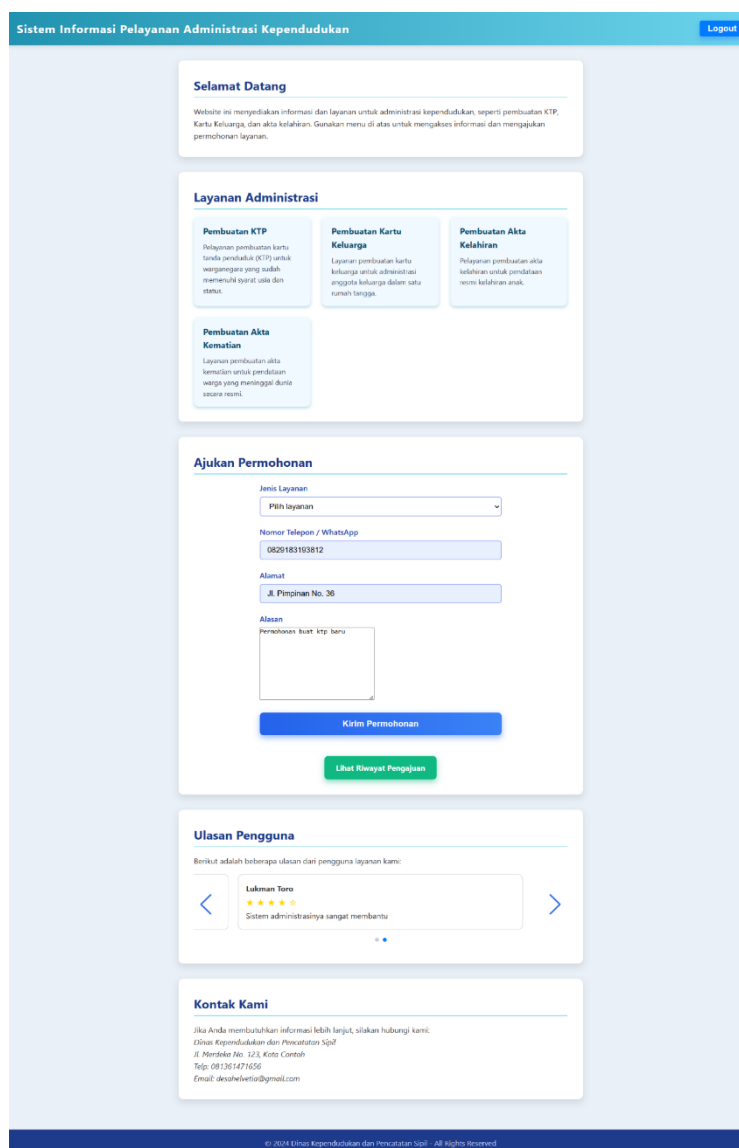 Sistem Informasi Pelayanan Administrasi Kependudukan
Logout
Selamat Datang
Website ini menyediakan informasi dan layanan untuk administrasi kependudukan, seperti pembuatan KTP,
Kartu Keluarga, dan akta kelahiran. Gunakan menu di atas untuk mengakses informasi dan mengajukan
permohonan layanan.
Layanan Administrasi
Pembuatan KTP
Pelayanan pembuatan kartu
tanda penduduk (KTP) untuk
warganegara yang sudah
memenuhi syarat usia dan
status.
Pembuatan Kartu
Keluarga
Layanan pembuatan kartu
keluarga untuk administrasi
anggota keluarga dalam satu
rumah tangga.
Pembuatan Akta
Kelahiran
Pelayanan pembuatan akta
kelahiran untuk pendataan
resmi kelahiran anak.
Pembuatan Akta
Kematian
Layanan pembuatan akta
kematian untuk pendataan
warga yang meninggal dunia
secara resmi.
Ajukan Permohonan
Jenis Layanan
Pilih layanan
Nomor Telepon / WhatsApp
0829183193812
Alamat
Jl. Pimpinan No. 36
Alasan
Permohonan buat ktp baru
Kirim Permohonan
Lihat Riwayat Pengajuan
Ulasan Pengguna
Berikut adalah beberapa ulasan dari pengguna layanan kami:
Lukman Toro
★ ★ ★ ★ ☆
Sistem administrasinya sangat membantu
Kontak Kami
Jika Anda membutuhkan informasi lebih lanjut, silakan hubungi kami:
Dinas Kependudukan dan Pencatatan Sipil
Jl. Merdeka No. 123, Kota Contoh
Telp: 081361471656
Email: desahelvetia@gmail.com
© 2024 Dinas Kependudukan dan Pencatatan Sipil - All Rights Reserved